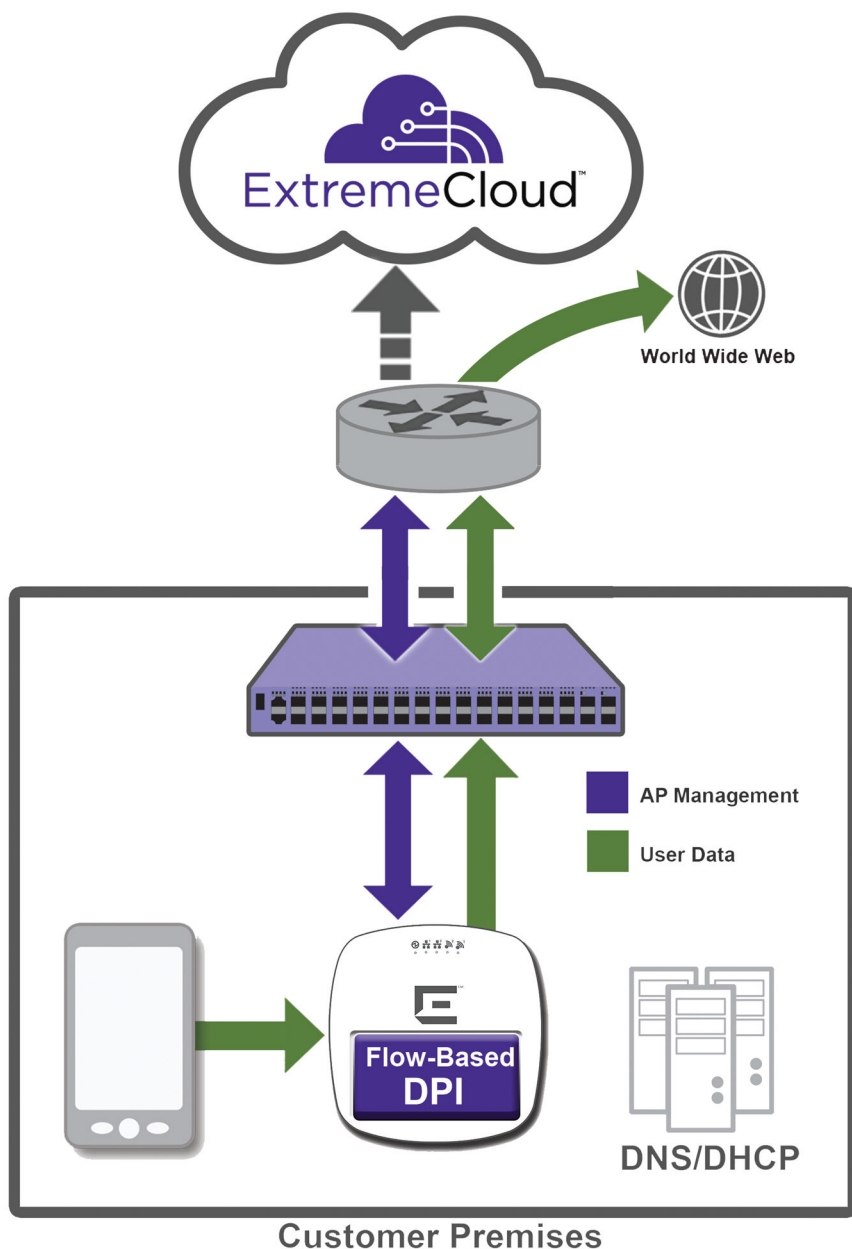 ExtremeCloud™
World Wide Web
AP Management
User Data
Flow-Based
DPI
DNS/DHCP
Customer Premises